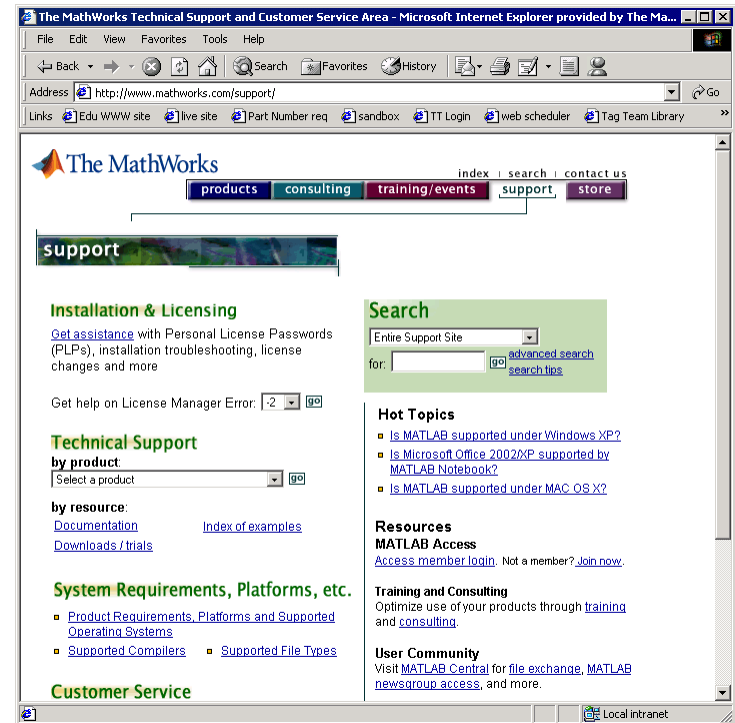 The MathWorks Technical Support and Customer Service Area - Microsoft Internet Explorer provided by The Ma...
File Edit View Favorites Tools Help
Back Search Favorites History
Address http://www.mathworks.com/support/ Go
Links Edu WWW site live site Part Number req sandbox TT Login web scheduler Tag Team Library »
The MathWorks
index | search | contact us
products consulting training/events support store
support
Installation & Licensing
Get assistance with Personal License Passwords
(PLPs), installation troubleshooting, license
changes and more
Get help on License Manager Error: -2 go
Technical Support
by product:
Select a product go
by resource:
Documentation Index of examples
Downloads / trials
System Requirements, Platforms, etc.
Product Requirements, Platforms and Supported
Operating Systems
Supported Compilers Supported File Types
Customer Service
Search
Entire Support Site
for: go advanced search
search tips
Hot Topics
Is MATLAB supported under Windows XP?
Is Microsoft Office 2002/XP supported by
MATLAB Notebook?
Is MATLAB supported under MAC OS X?
Resources
MATLAB Access
Access member login. Not a member? Join now.
Training and Consulting
Optimize use of your products through training
and consulting.
User Community
Visit MATLAB Central for file exchange, MATLAB
newsgroup access, and more.
Local intranet